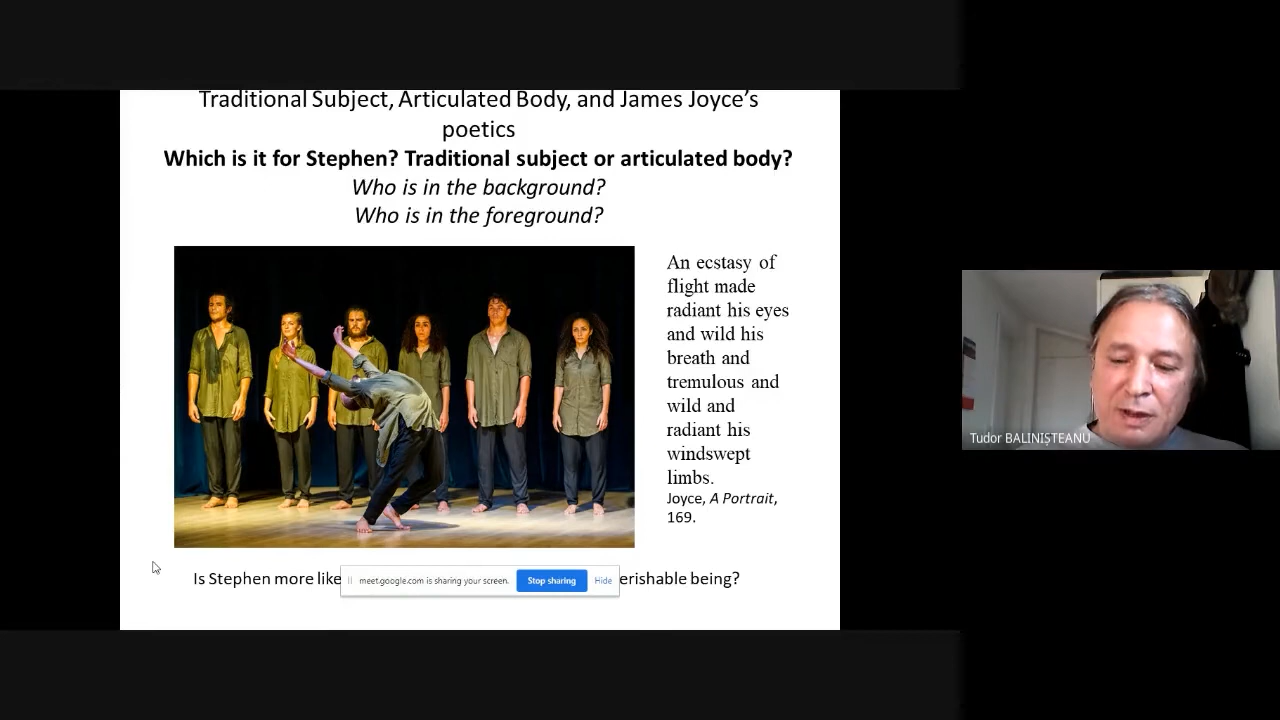 Traditional Subject, Articulated Body, and James Joyce's
poetics
Which is it for Stephen? Traditional subject or articulated body?
Who is in the background?
Who is in the foreground?
An ecstasy of
flight made
radiant his eyes
and wild his
breath and
tremulous and
wild and
radiant his
windswept
limbs.
Joyce, A Portrait,
169.
Is Stephen more like
erishable being?
meet.google.com is sharing your screen.
Stop sharing
Hide
Tudor BALINIȘTEANU